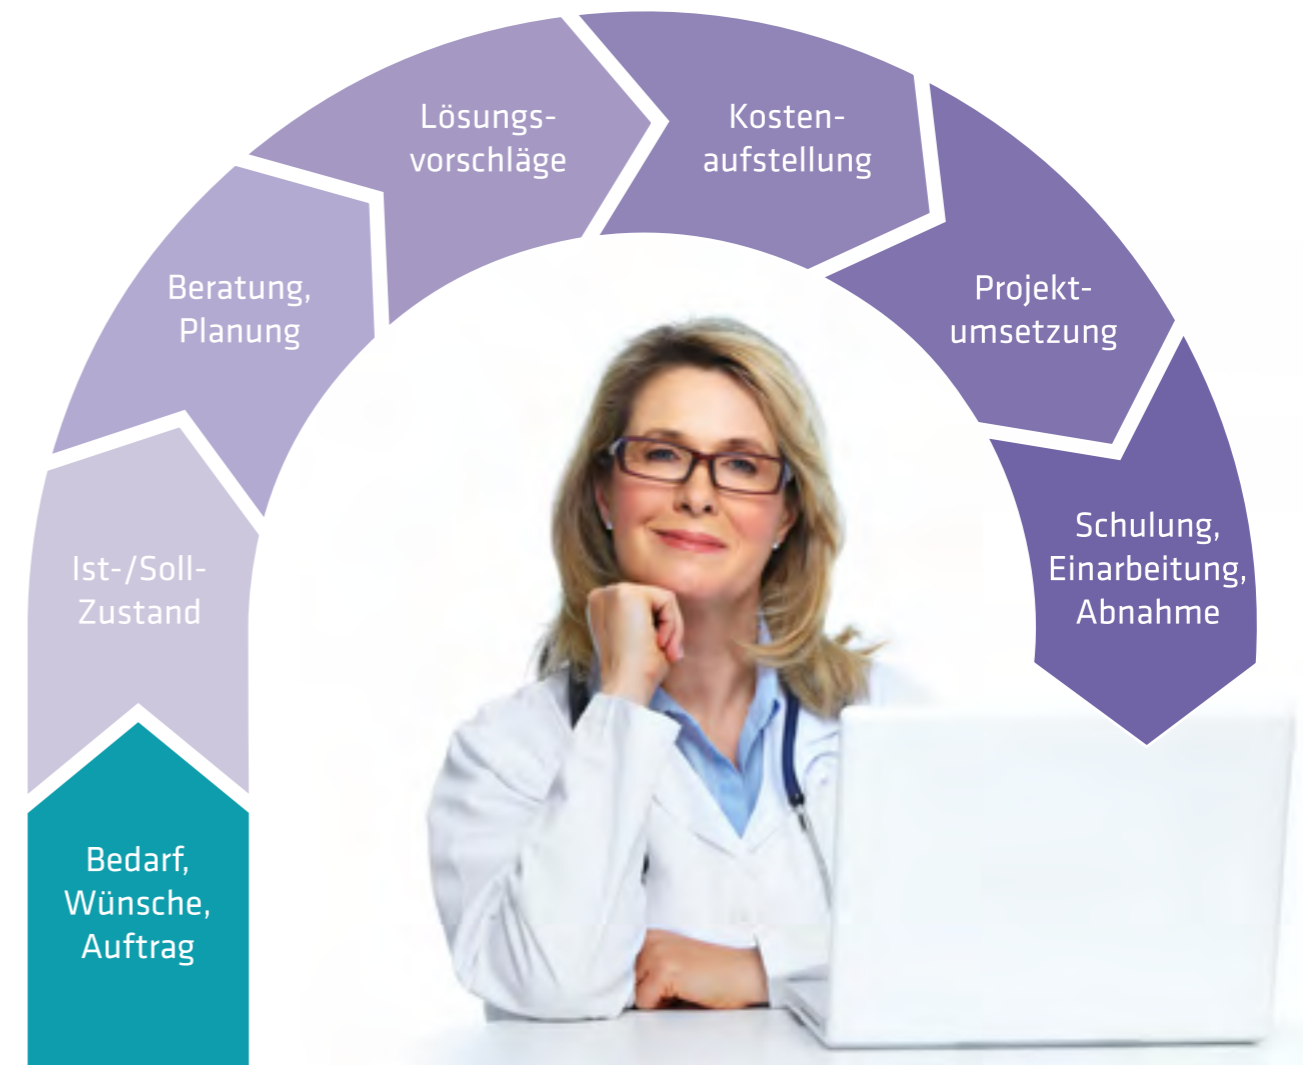 Bedarf,
Wünsche,
Auftrag
Ist-/Soll-
Zustand
Beratung,
Planung
Lösungs-
vorschläge
Kosten-
aufstellung
Projekt-
umsetzung
Schulung,
Einarbeitung,
Abnahme